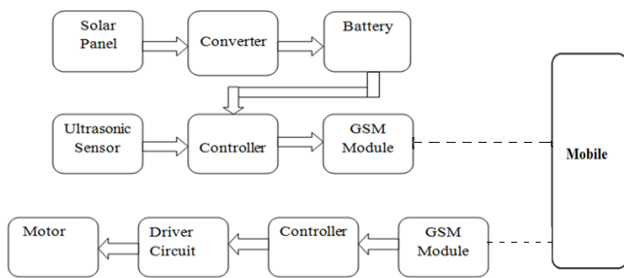 Solar
Panel
Converter
Battery
Ultrasonic
Sensor
Controller
GSM
Module
Mobile
Motor
Driver
Circuit
Controller
GSM
Module